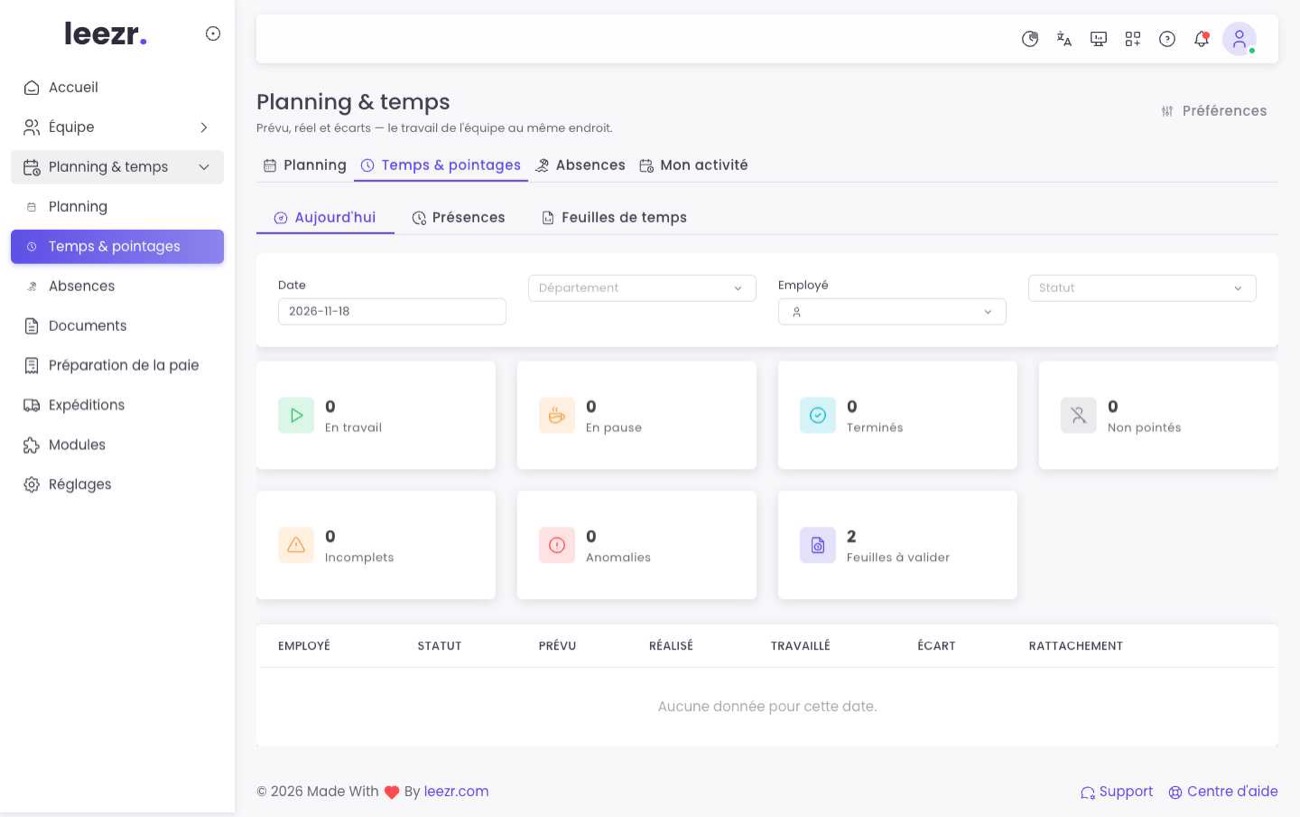 leezr.
Accueil
Équipe
Planning & temps
Planning
Temps & pointages
Absences
Documents
Préparation de la paie
Expéditions
Modules
Réglages
Planning & temps
Prévu, réel et écarts — le travail de l'équipe au même endroit.
Préférences
Planning Temps & pointages Absences Mon activité
Aujourd'hui Présences Feuilles de temps
Date Employé
2026-11-18 Département Statut
0 0 0 0
En travail En pause Terminés Non pointés
0 0 2
Incomplets Anomalies Feuilles à valider
EMPLOYÉ STATUT PRÉVU RÉALISÉ TRAVAILLÉ ÉCART RATTACHEMENT
Aucune donnée pour cette date.
© 2026 Made With By leezr.com Support Centre d'aide